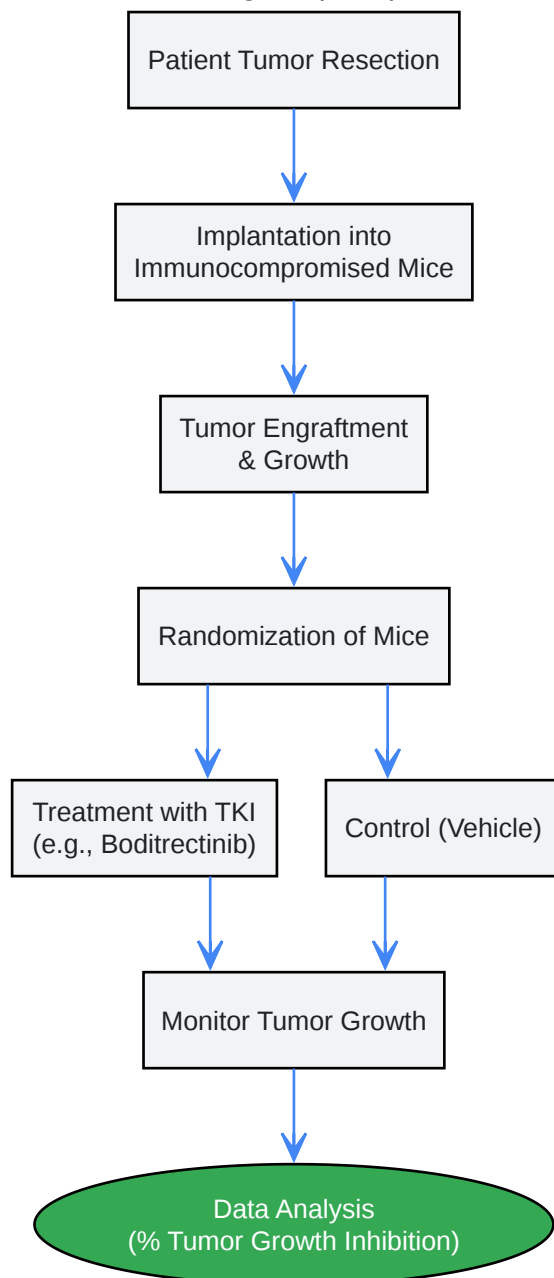 Patient Tumor Resection
Implantation into
Immunocompromised Mice
Tumor Engraftment
& Growth
Randomization of Mice
Treatment with TKI
(e.g., Boditrectinib)
Control (Vehicle)
Monitor Tumor Growth
Data Analysis
(% Tumor Growth Inhibition)